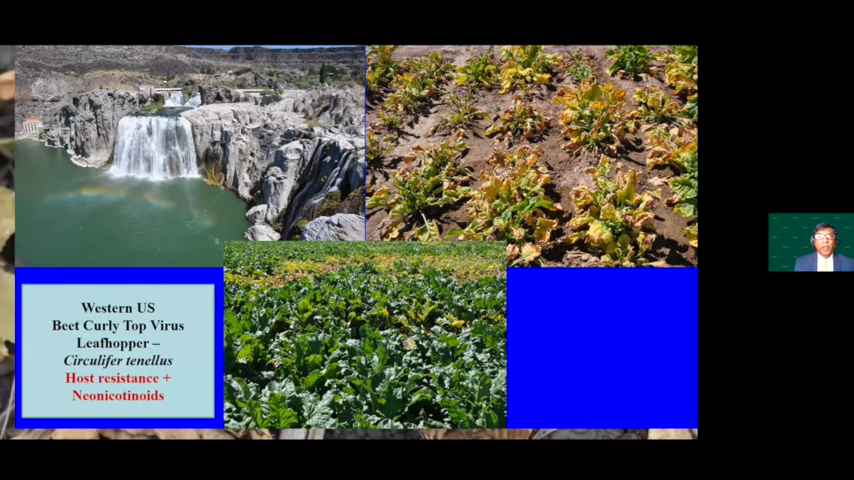 Western US
Beet Curly Top Virus
Leafhopper –
Circulifer tenellus
Host resistance +
Neonicotinoids